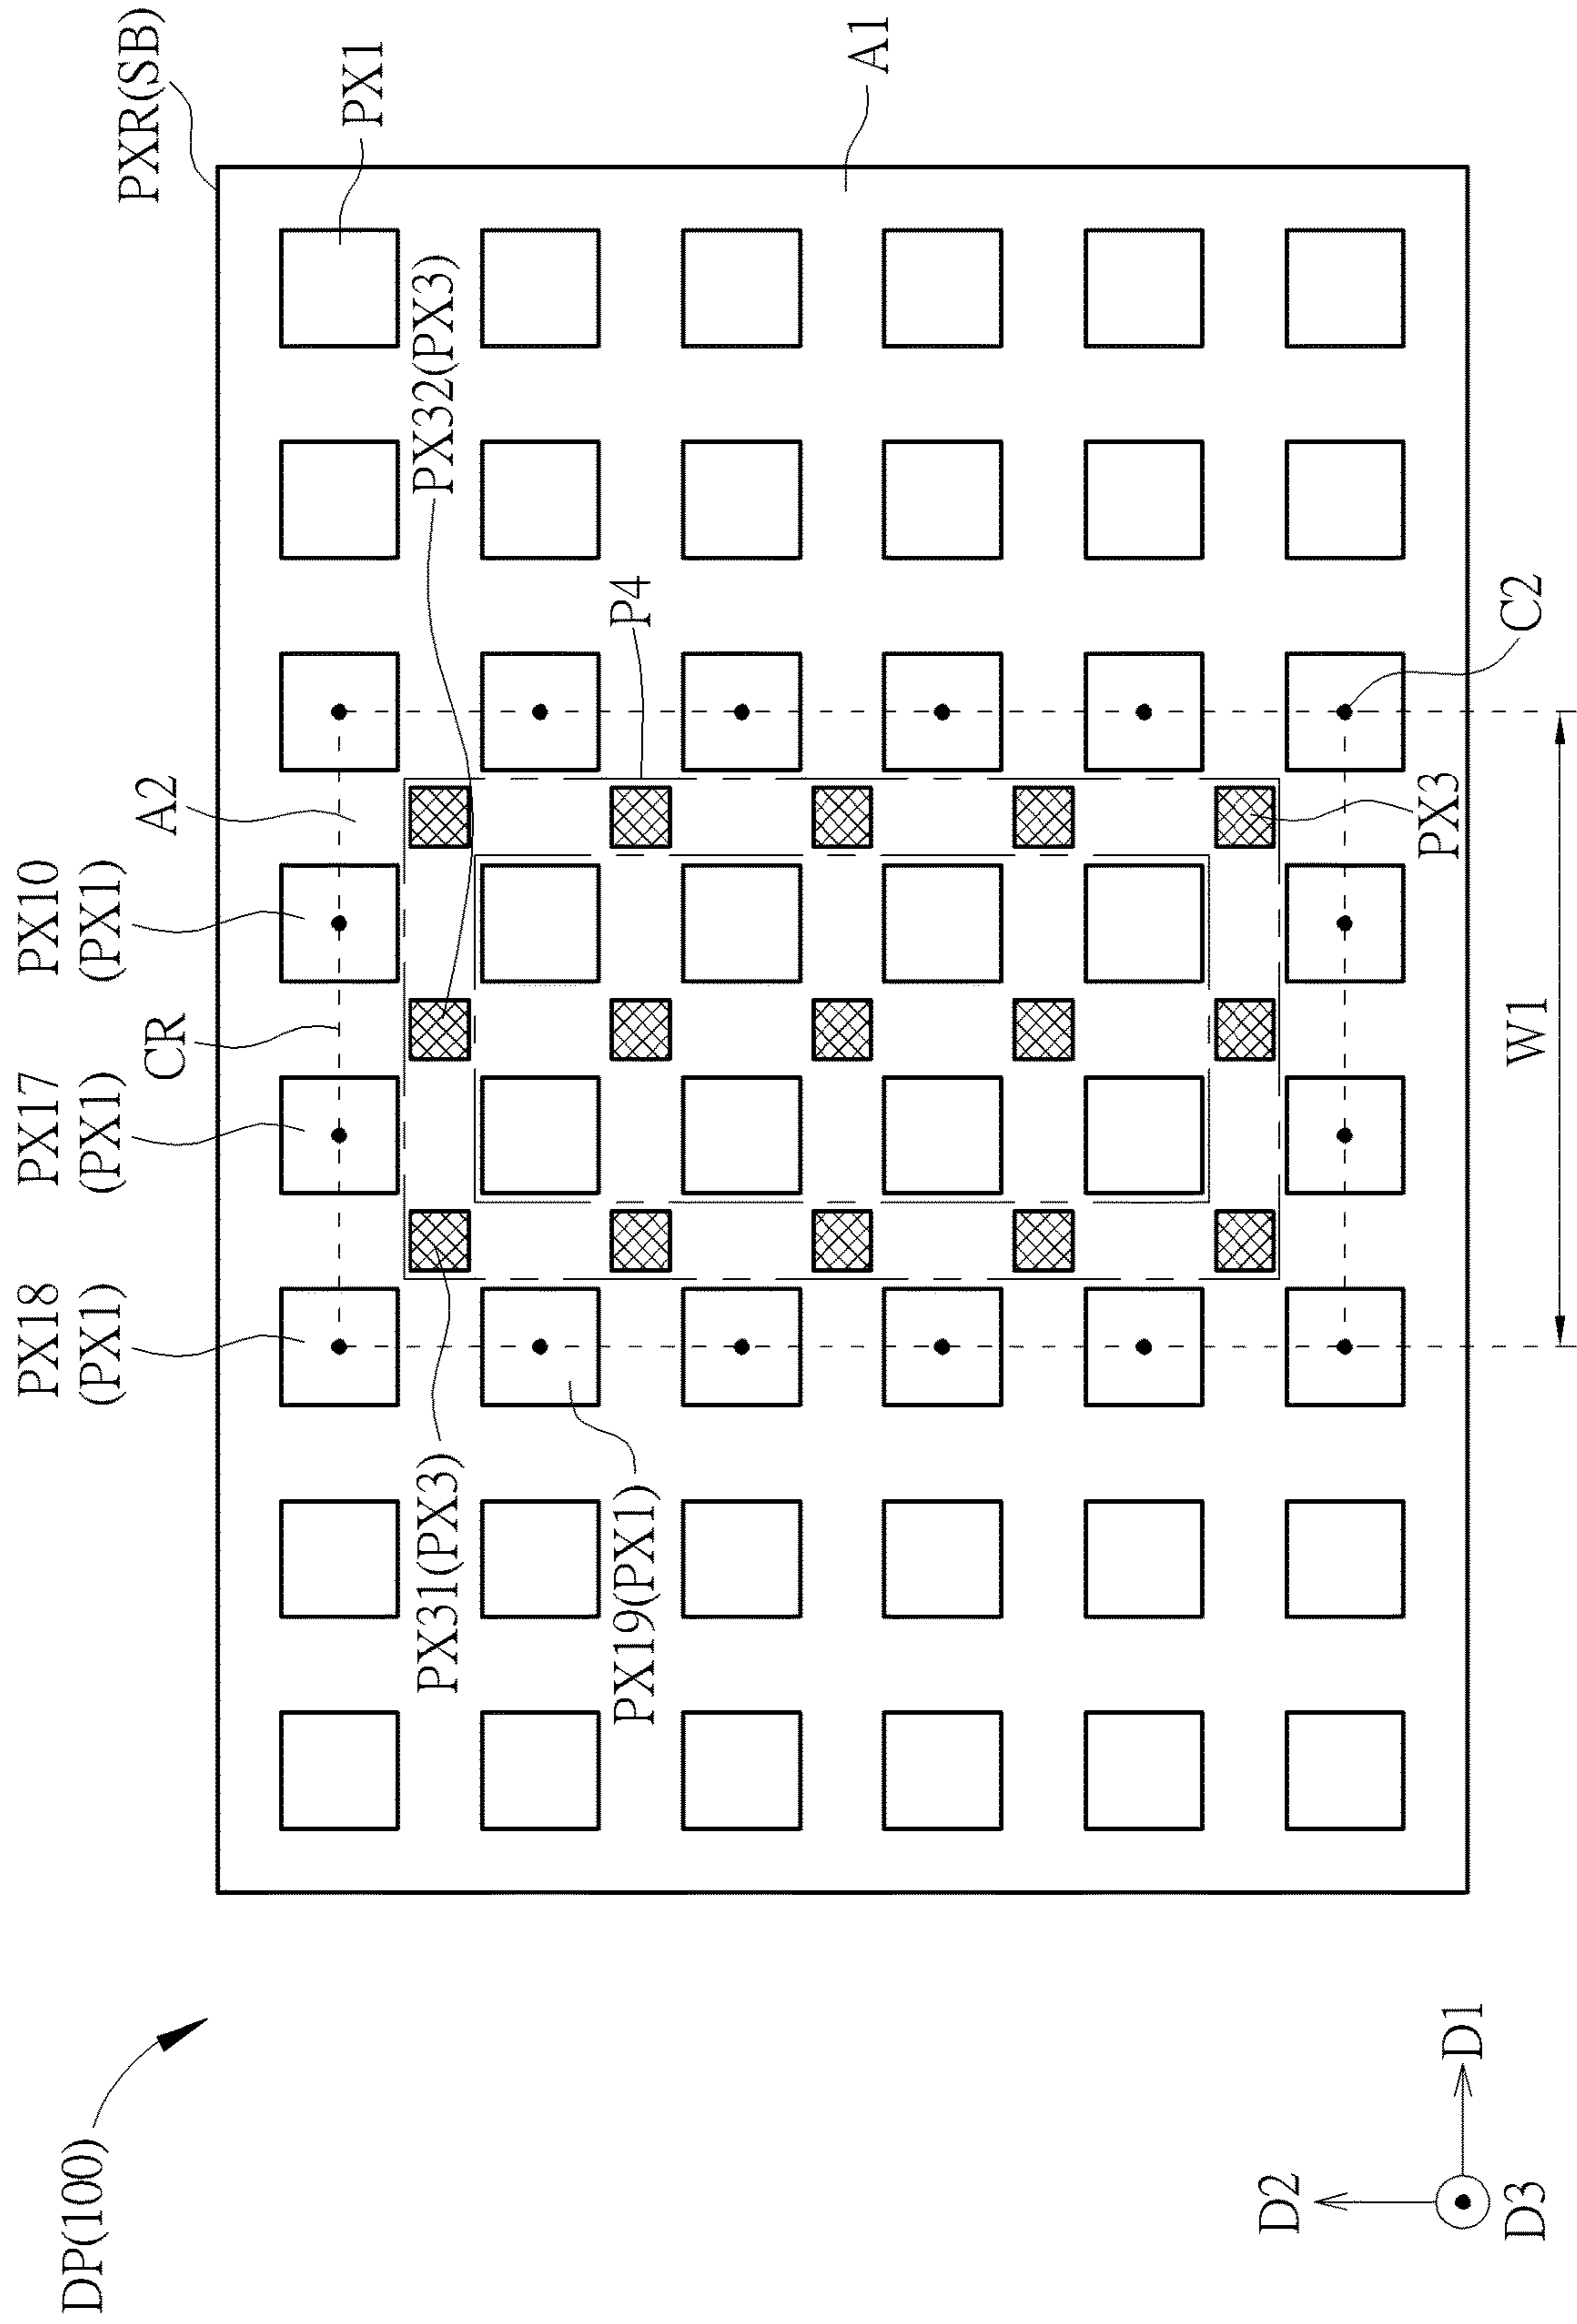 DP(100)
PXR(SB)
PX1
A1
PX18
(PX1)
PX17
(PX1)
PX10
(PX1)
CR
A2
PX32(PX3)
P4
PX31(PX3)
PX19(PX1)
PX3
C2
W1
D2
D1
D3